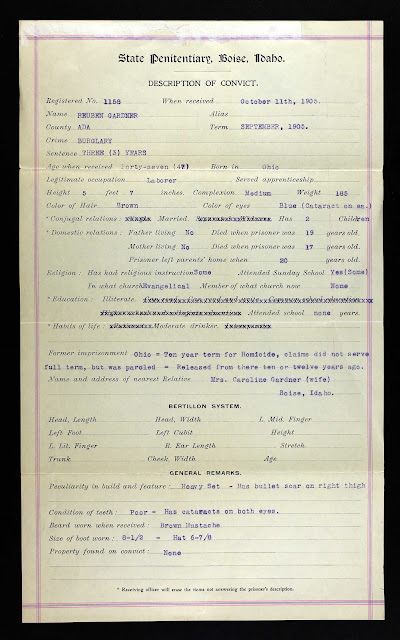 State Penitentiary, Boise, Idaho.
DESCRIPTION OF CONVICT.
Registered No. 1158 When received October 11th, 1905.
Name REUBEN GARDNER Alias
County ADA Term SEPTEMBER, 1905.
Crime BURGLARY
Sentence THREE (3) YEARS
Age when received forty-seven (47) Born in Ohio
Legitimate occupation Laborer Served apprenticeship
Height 5 feet 7 inches. Complexion Medium Weight 185
Color of Hair Brown Color of eyes Blue (Cataract on ea.)
* Conjugal relations: Married. Has 2 Children
* Domestic relations: Father living No Died when prisoner was 19 years old.
Mother living No Died when prisoner was 17 years old.
Prisoner left parents' home when 20 years old.
Religion: Has had religious instruction Some Attended Sunday School Yes(Some)
In what church Evangelinal Member of what church now None
* Education: Illiterate.
Attended school none years.
* Habits of life: Moderate drinker.
Former imprisonment Ohio - Ten year term for Homicide, claims did not serve
full term, but was paroled - Released from there ten or twelve years ago.
Name and address of nearest Relative Mrs. Caroline Gardner (wife)
Boise, Idaho.
BERTILLON SYSTEM.
Head, Length Head, Width L. Mid. Finger
Left Foot Left Cubit Height
L. Lit. Finger R. Ear Length Stretch
Trunk Cheek, Width Age
GENERAL REMARKS.
Peculiarity in build and feature: Heavy Set - Has bullet scar on right thigh
Condition of teeth: Poor - Has cataracts on both eyes.
Beard worn when received: Brown Mustache
Size of boot worn: 8-1/2 - Hat 6-7/8
Property found on convict: None
* Receiving officer will erase the items not answering the prisoner's description.